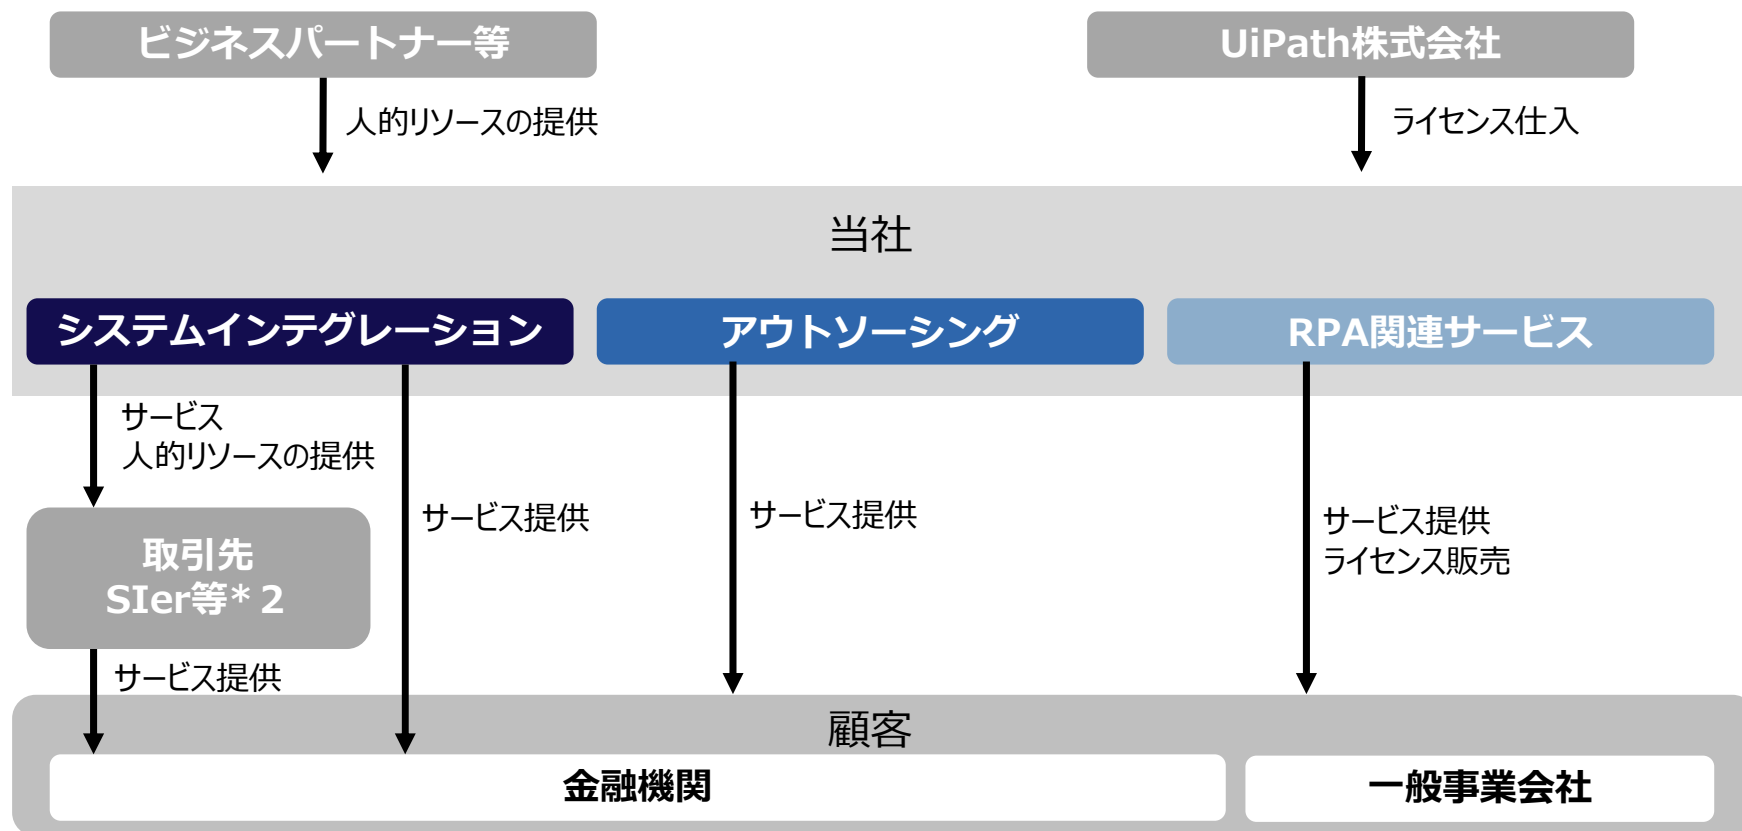 ビジネスパートナー等
UiPath株式会社
人的リソースの提供
ライセンス仕入
当社
システムインテグレーション
アウトソーシング
RPA関連サービス
サービス
人的リソースの提供
サービス提供
サービス提供
サービス提供
ライセンス販売
取引先
SIer等*2
サービス提供
顧客
金融機関
一般事業会社